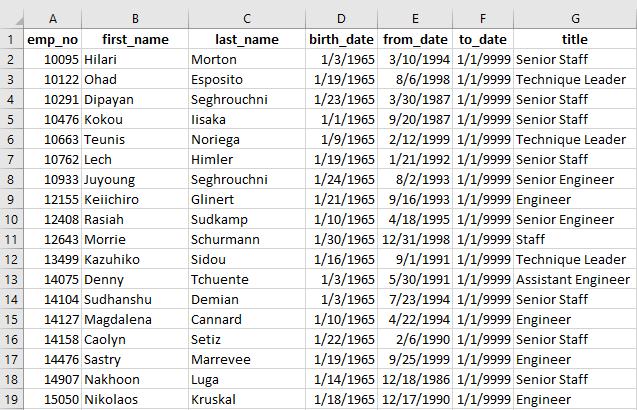 A B C D E F G
1 emp_no first_name last_name birth_date from_date to_date title
2 10095 Hilari Morton 1/3/1965 3/10/1994 1/1/9999 Senior Staff
3 10122 Ohad Esposito 1/19/1965 8/6/1998 1/1/9999 Technique Leader
4 10291 Dipayan Seghrouchni 1/23/1965 3/30/1987 1/1/9999 Senior Staff
5 10476 Kokou Iisaka 1/1/1965 9/20/1987 1/1/9999 Senior Staff
6 10663 Teunis Noriega 1/9/1965 2/12/1999 1/1/9999 Technique Leader
7 10762 Lech Himler 1/19/1965 1/21/1992 1/1/9999 Senior Staff
8 10933 Juyoung Seghrouchni 1/24/1965 8/2/1993 1/1/9999 Senior Engineer
9 12155 Keiichiro Glinert 1/21/1965 9/16/1993 1/1/9999 Engineer
10 12408 Rasiah Sudkamp 1/10/1965 4/18/1995 1/1/9999 Senior Engineer
11 12643 Morrie Schurmann 1/30/1965 12/31/1998 1/1/9999 Staff
12 13499 Kazuhiko Sidou 1/16/1965 9/1/1991 1/1/9999 Technique Leader
13 14075 Denny Tchuente 1/3/1965 5/30/1991 1/1/9999 Assistant Engineer
14 14104 Sudhanshu Demian 1/3/1965 7/23/1994 1/1/9999 Senior Staff
15 14127 Magdalena Cannard 1/10/1965 4/22/1994 1/1/9999 Engineer
16 14158 Caolyn Setiz 1/22/1965 2/6/1990 1/1/9999 Senior Staff
17 14476 Sastry Marrevee 1/19/1965 9/25/1999 1/1/9999 Engineer
18 14907 Nakhoon Luga 1/14/1965 12/18/1986 1/1/9999 Senior Staff
19 15050 Nikolaos Kruskal 1/18/1965 12/17/1990 1/1/9999 Engineer